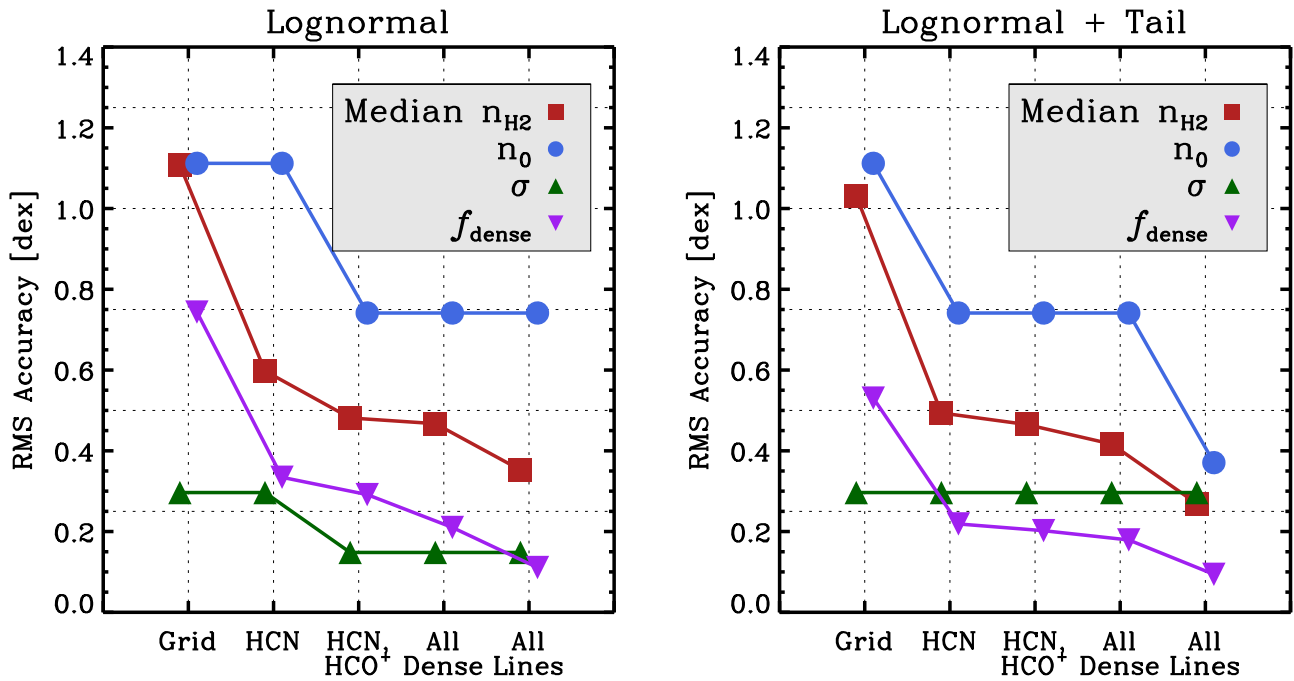 Lognormal
RMS Accuracy [dex]
1.4
1.2
1.0
0.8
0.6
0.4
0.2
0.0
Median n_H2
n_0
σ
f_dense
Grid
HCN
HCN,
HCO⁺
All
Dense
All
Lines
Lognormal + Tail
RMS Accuracy [dex]
1.4
1.2
1.0
0.8
0.6
0.4
0.2
0.0
Median n_H2
n_0
σ
f_dense
Grid
HCN
HCN,
HCO⁺
All
Dense
All
Lines